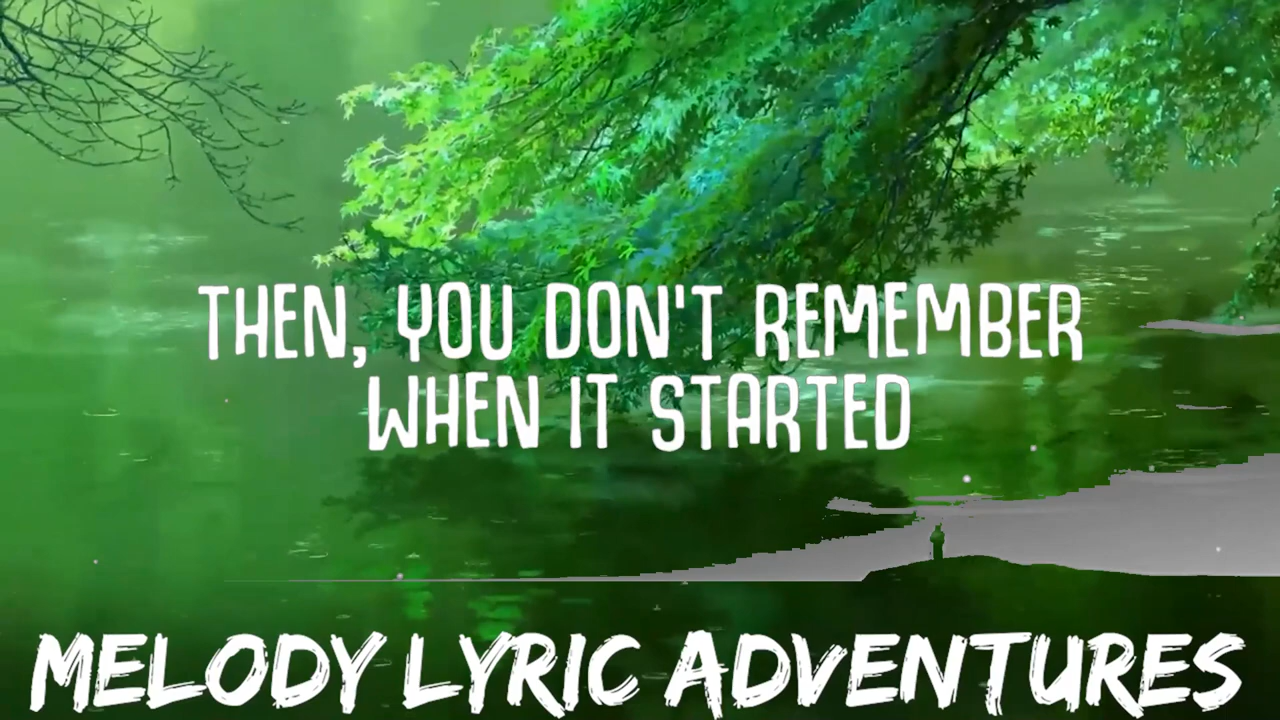 THEN, YOU DON'T REMEMBER
WHEN IT STARTED
MELODY LYRIC ADVENTURES